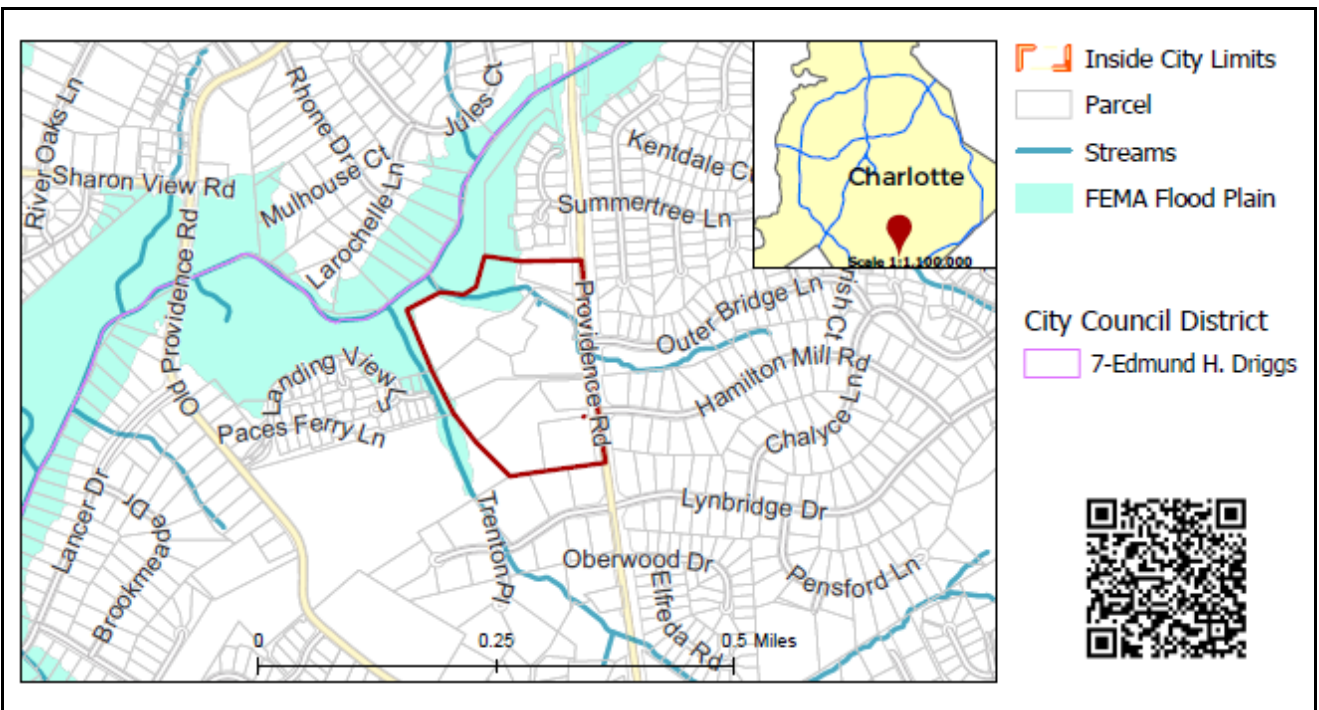 River Oaks Ln
Sharon View Rd
Old Providence Rd
Rhone Dr
Mulhouse Ct
Larochelle Ln
Jules Ct
Kentdale
Summertree Ln
Charlotte
Scale 1:1,100,000
Providence Rd
Outer Bridge Ln
Hamilton Mill Rd
Chalyce Ln
Landing View Ln
Paces Ferry Ln
Lancer Dr
Brookmeade Dr
Trenton Pl
Lynbridge Dr
Oberwood Dr
Elfreda Rd
Pensford Ln
0 0.25 0.5 Miles
Inside City Limits
Parcel
Streams
FEMA Flood Plain
City Council District
7-Edmund H. Driggs